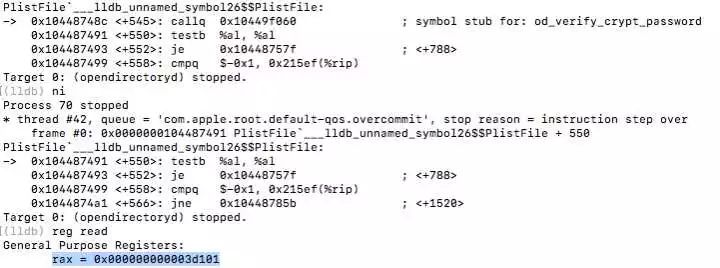 PlistFile`___lldb_unnamed_symbol26$$PlistFile:
-> 0x10448748c <+545>: callq 0x10449f060 ; symbol stub for: od_verify_crypt_password
0x104487491 <+550>: testb %al, %al
0x104487493 <+552>: je 0x10448757f ; <+788>
0x104487499 <+558>: cmpq $-0x1, 0x215ef(%rip)
Target 0: (opendirectoryd) stopped.
(lldb) ni
Process 70 stopped
* thread #42, queue = 'com.apple.root.default-qos.overcommit', stop reason = instruction step over
frame #0: 0x0000000104487491 PlistFile`___lldb_unnamed_symbol26$$PlistFile + 550
PlistFile`___lldb_unnamed_symbol26$$PlistFile:
-> 0x104487491 <+550>: testb %al, %al
0x104487493 <+552>: je 0x10448757f ; <+788>
0x104487499 <+558>: cmpq $-0x1, 0x215ef(%rip)
0x1044874a1 <+566>: jne 0x10448785b ; <+1520>
Target 0: (opendirectoryd) stopped.
(lldb) reg read
General Purpose Registers:
rax = 0x000000000003d101